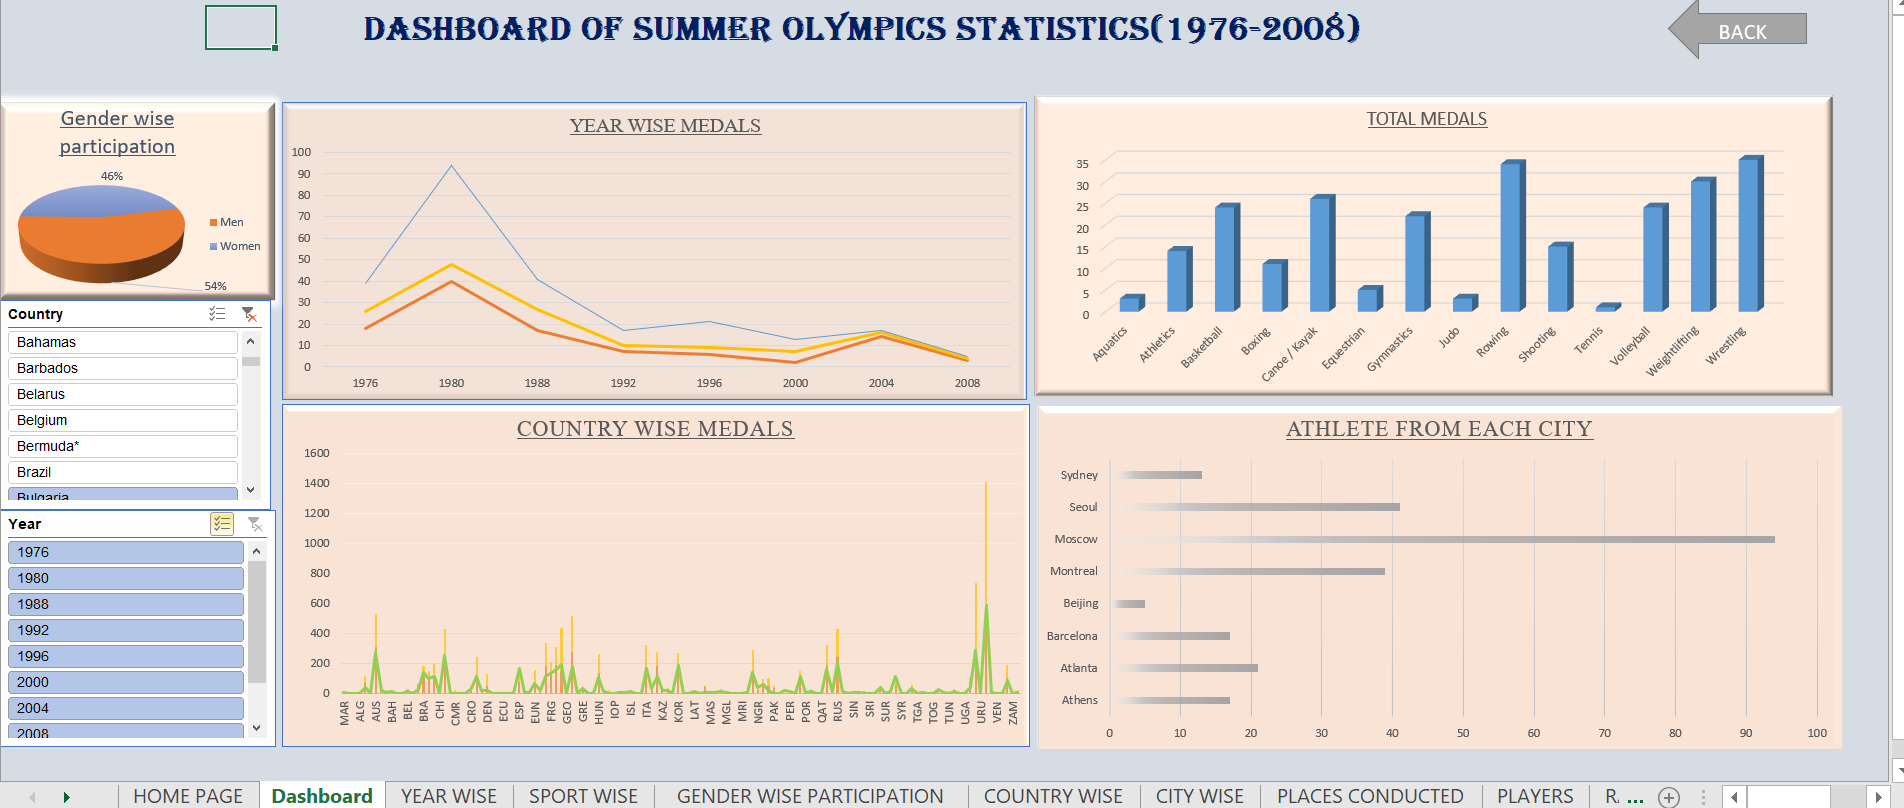 DASHBOARD OF SUMMER OLYMPICS STATISTICS(1976-2008)
BACK
Gender wise
participation
46%
Men
Women
54%
Country
Bahamas
Barbados
Belarus
Belgium
Bermuda*
Brazil
Bulgaria
Year
1976
1980
1988
1992
1996
2000
2004
2008
YEAR WISE MEDALS
100
90
80
70
60
50
40
30
20
10
0
1976 1980 1988 1992 1996 2000 2004 2008
TOTAL MEDALS
35
30
25
20
15
10
5
0
Aquatics Athletics Basketball Boxing Canoe / Kayak Equestrian Gymnastics Judo Rowing Shooting Tennis Volleyball Weightlifting Wrestling
COUNTRY WISE MEDALS
1600
1400
1200
1000
800
600
400
200
0
MAR ALG AUS BAH BEL BRA CHI CMR CRO DEN ECU ESP EUN FRG GEO GRE HUN IOP ISL ITA KAZ KOR LAT MAS MGL MRI NGR PAK PER POR QAT RUS SIN SRI SUR SYR TGA TOG TUN UGA URU VEN ZAM
ATHLETE FROM EACH CITY
Sydney
Seoul
Moscow
Montreal
Beijing
Barcelona
Atlanta
Athens
0 10 20 30 40 50 60 70 80 90 100
HOME PAGE Dashboard YEAR WISE SPORT WISE GENDER WISE PARTICIPATION COUNTRY WISE CITY WISE PLACES CONDUCTED PLAYERS R. ...